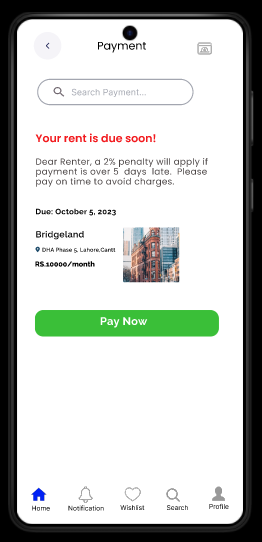 Payment
Search Payment...
Your rent is due soon!
Dear Renter, a 2% penalty will apply if
payment is over 5 days late. Please
pay on time to avoid charges.
Due: October 5, 2023
Bridgeland
DHA Phase 5, Lahore.Cantt
RS.10000/month
Pay Now
Home Notification Wishlist Search Profile